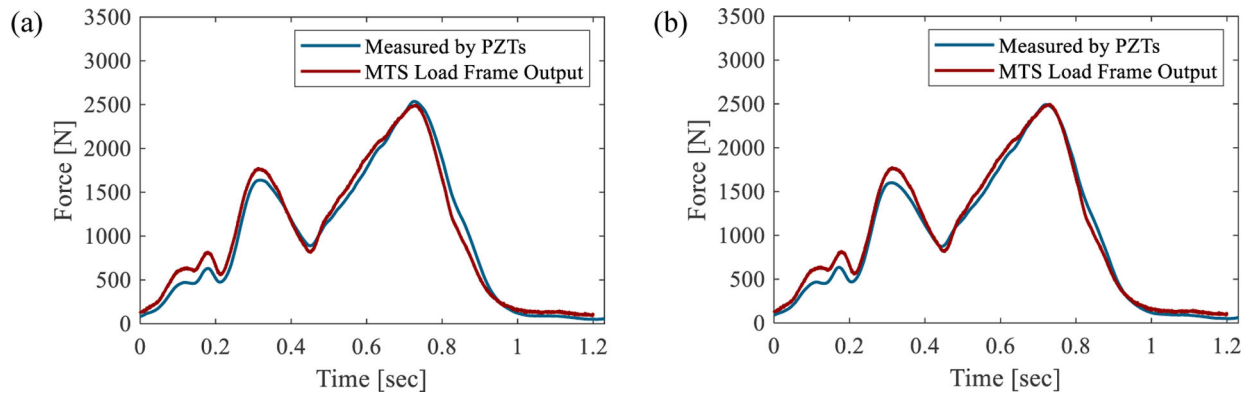 (a)
3500
3000
2500
2000
1500
1000
500
0
Force [N]
Measured by PZTs
MTS Load Frame Output
0 0.2 0.4 0.6 0.8 1 1.2
Time [sec]
(b)
3500
3000
2500
2000
1500
1000
500
0
Force [N]
Measured by PZTs
MTS Load Frame Output
0 0.2 0.4 0.6 0.8 1 1.2
Time [sec]